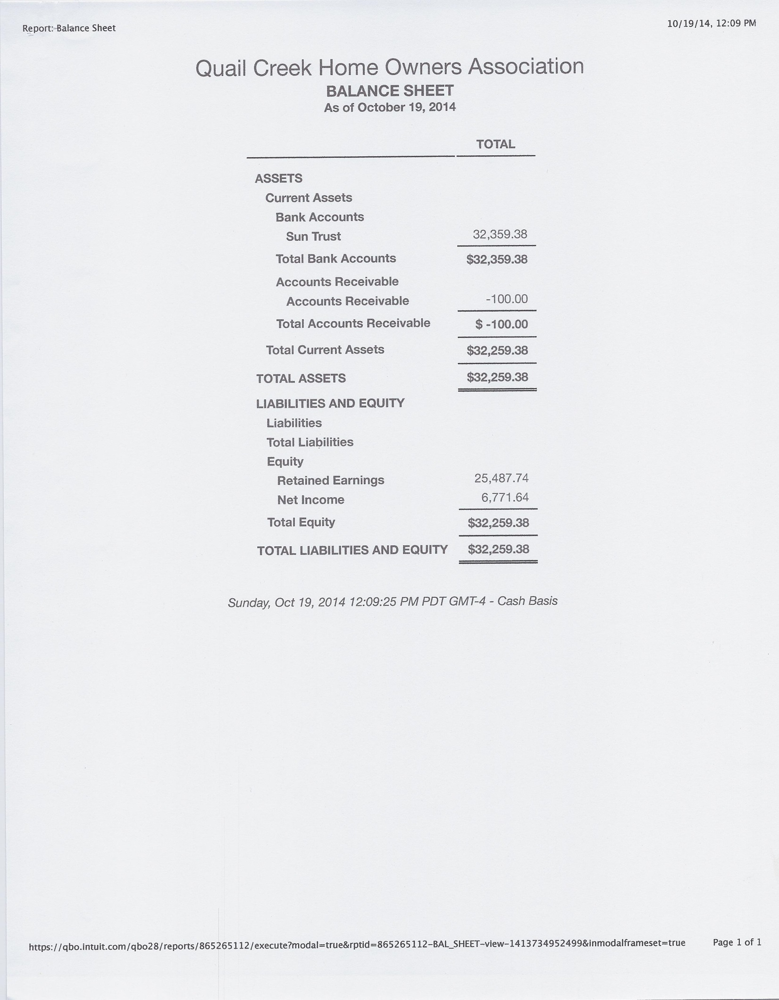 Report: Balance Sheet
10/19/14, 12:09 PM
Quail Creek Home Owners Association
BALANCE SHEET
As of October 19, 2014
TOTAL
ASSETS
Current Assets
Bank Accounts
Sun Trust 32,359.38
Total Bank Accounts $32,359.38
Accounts Receivable
Accounts Receivable -100.00
Total Accounts Receivable $ -100.00
Total Current Assets $32,259.38
TOTAL ASSETS $32,259.38
LIABILITIES AND EQUITY
Liabilities
Total Liabilities
Equity
Retained Earnings 25,487.74
Net Income 6,771.64
Total Equity $32,259.38
TOTAL LIABILITIES AND EQUITY $32,259.38
Sunday, Oct 19, 2014 12:09:25 PM PDT GMT-4 - Cash Basis
https://qbo.intuit.com/qbo28/reports/865265112/execute?modal=true&rptid=865265112-BAL_SHEET-view-1413734952499&inmodalframeset=true Page 1 of 1